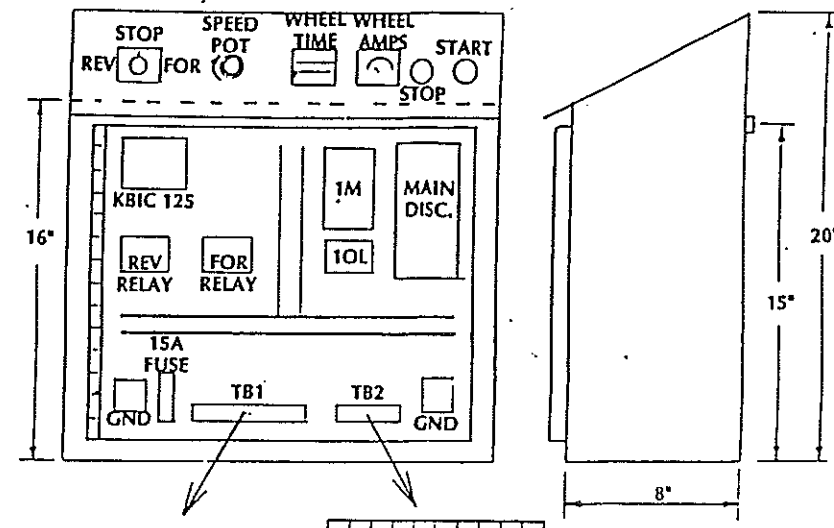 SPEED POT
WHEEL TIME
WHEEL AMPS
STOP
REV
FOR
STOP
START
16"
KBIC 125
1M
MAIN DISC.
REV RELAY
FOR RELAY
1OL
15A FUSE
GND
TB1
TB2
GND
20"
15"
8"